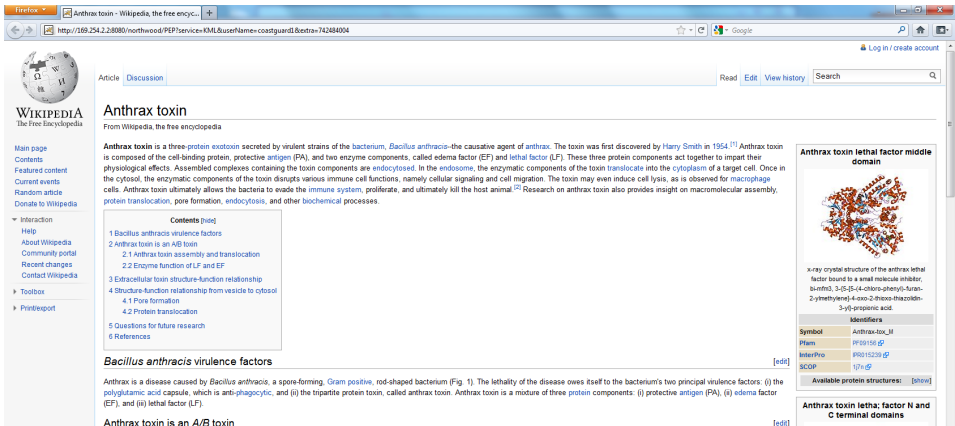 Firefox
Anthrax toxin - Wikipedia, the free encyc...
http://169.254.2.2:8080/northwood/PEP?service=KML&userName=coastguard1&extra=742484004
Google
Log in / create account
Article Discussion
Read Edit View history Search
WIKIPEDIA
The Free Encyclopedia
Main page
Contents
Featured content
Current events
Random article
Donate to Wikipedia
Interaction
Help
About Wikipedia
Community portal
Recent changes
Contact Wikipedia
Toolbox
Print/export
Anthrax toxin
From Wikipedia, the free encyclopedia
Anthrax toxin is a three-protein exotoxin secreted by virulent strains of the bacterium, Bacillus anthracis–the causative agent of anthrax. The toxin was first discovered by Harry Smith in 1954.[1] Anthrax toxin
is composed of the cell-binding protein, protective antigen (PA), and two enzyme components, called edema factor (EF) and lethal factor (LF). These three protein components act together to impart their
physiological effects. Assembled complexes containing the toxin components are endocytosed. In the endosome, the enzymatic components of the toxin translocate into the cytoplasm of a target cell. Once in
the cytosol, the enzymatic components of the toxin disrupts various immune cell functions, namely cellular signaling and cell migration. The toxin may even induce cell lysis, as is observed for macrophage
cells. Anthrax toxin ultimately allows the bacteria to evade the immune system, proliferate, and ultimately kill the host animal.[2] Research on anthrax toxin also provides insight on macromolecular assembly,
protein translocation, pore formation, endocytosis, and other biochemical processes.
Contents [hide]
1 Bacillus anthracis virulence factors
2 Anthrax toxin is an A/B toxin
2.1 Anthrax toxin assembly and translocation
2.2 Enzyme function of LF and EF
3 Extracellular toxin structure-function relationship
4 Structure-function relationship from vesicle to cytosol
4.1 Pore formation
4.2 Protein translocation
5 Questions for future research
6 References
Bacillus anthracis virulence factors [edit]
Anthrax is a disease caused by Bacillus anthracis, a spore-forming, Gram positive, rod-shaped bacterium (Fig. 1). The lethality of the disease owes itself to the bacterium's two principal virulence factors: (i) the
polyglutamic acid capsule, which is anti-phagocytic, and (ii) the tripartite protein toxin, called anthrax toxin. Anthrax toxin is a mixture of three protein components: (i) protective antigen (PA), (ii) edema factor
(EF), and (iii) lethal factor (LF).
Anthrax toxin is an A/B toxin [edit]
Anthrax toxin lethal factor middle
domain
x-ray crystal structure of the anthrax lethal
factor bound to a small molecule inhibitor,
bi-mfm3, 3-{5-[5-(4-chloro-phenyl)-furan-
2-ylmethylene]-4-oxo-2-thioxo-thiazolidin-
3-yl}-propionic acid.
Identifiers
Symbol Anthrax-tox_M
Pfam PF09156
InterPro IPR015239
SCOP 1j7n
Available protein structures: [show]
Anthrax toxin letha; factor N and
C terminal domains